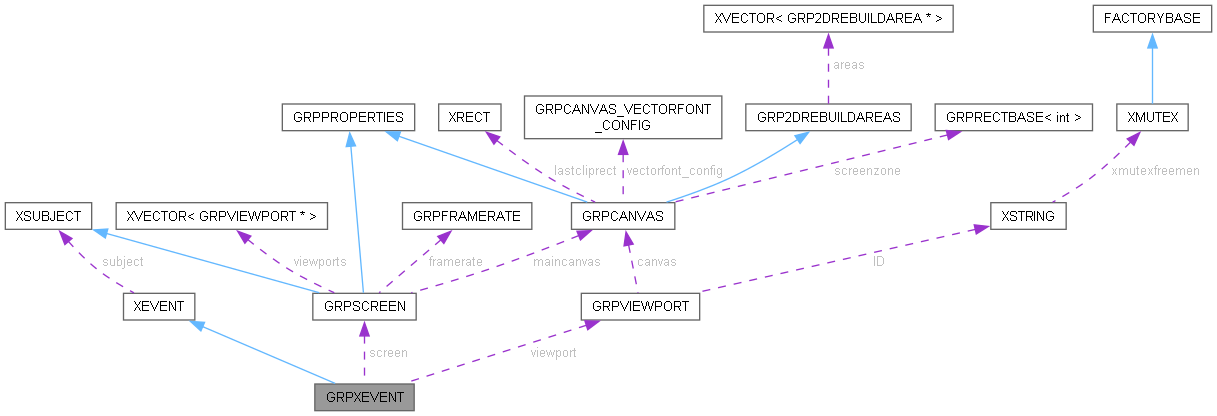 XVECTOR< GRP2DREBUILDAREA * >
FACTORYBASE
areas
GRPPROPERTIES
XRECT
GRPCANVAS_VECTORFONT
_CONFIG
GRP2DREBUILDAREAS
GRPRECTBASE< int >
XMUTEX
lastcliprect
vectorfont_config
screenzone
xmutexfreemen
XSUBJECT
XVECTOR< GRPVIEWPORT * >
GRPFRAMERATE
GRPCANVAS
XSTRING
subject
viewports
framerate
maincanvas
canvas
ID
XEVENT
GRPSCREEN
GRPVIEWPORT
screen
viewport
GRPXEVENT